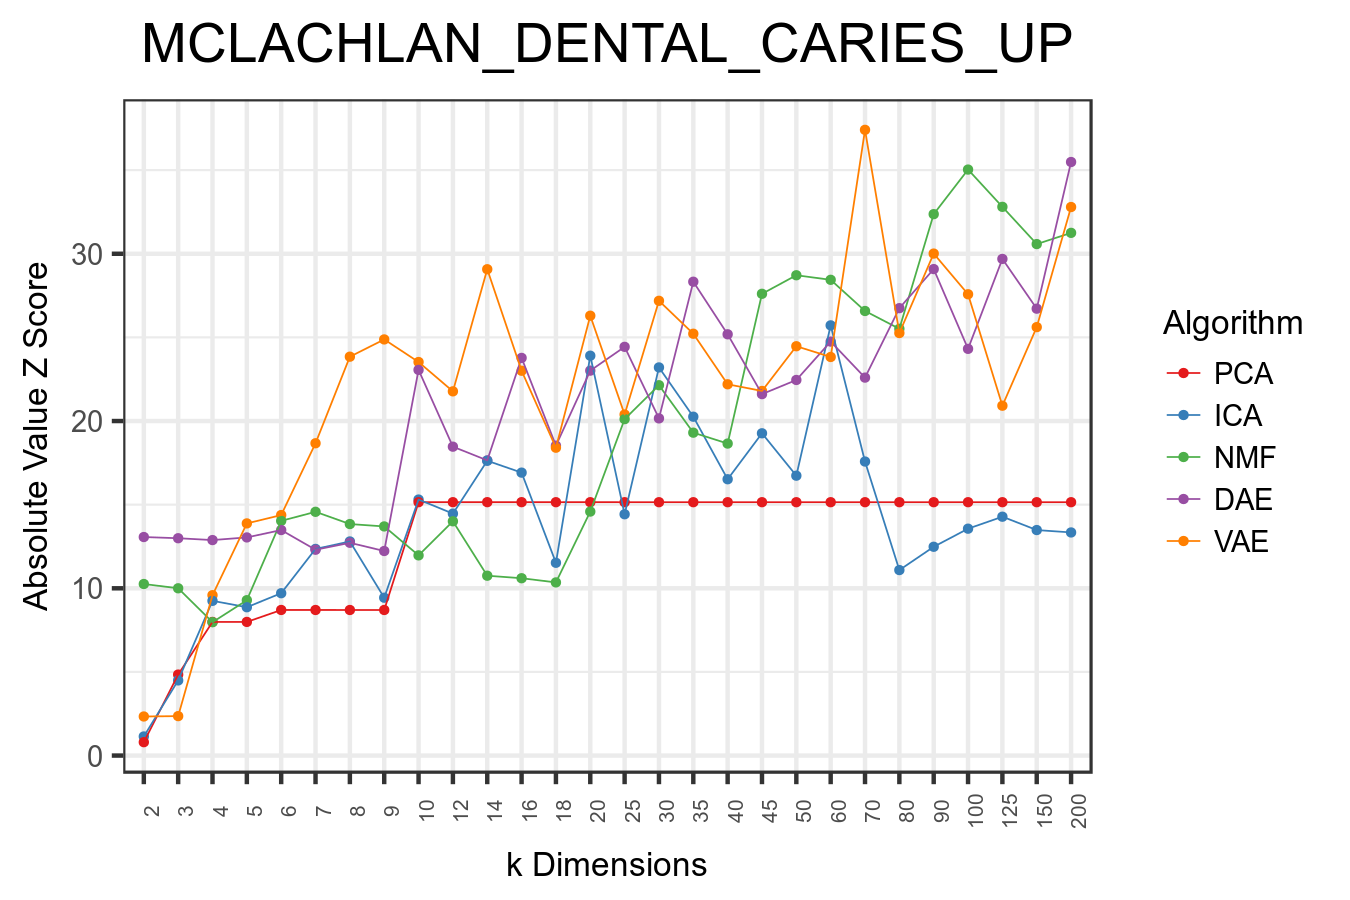 MCLACHLAN_DENTAL_CARIES_UP
Absolute Value Z Score
30
20
10
0
2 3 4 5 6 7 8 9 10 12 14 16 18 20 25 30 35 40 45 50 60 70 80 90 100 125 150 200
k Dimensions
Algorithm
PCA
ICA
NMF
DAE
VAE